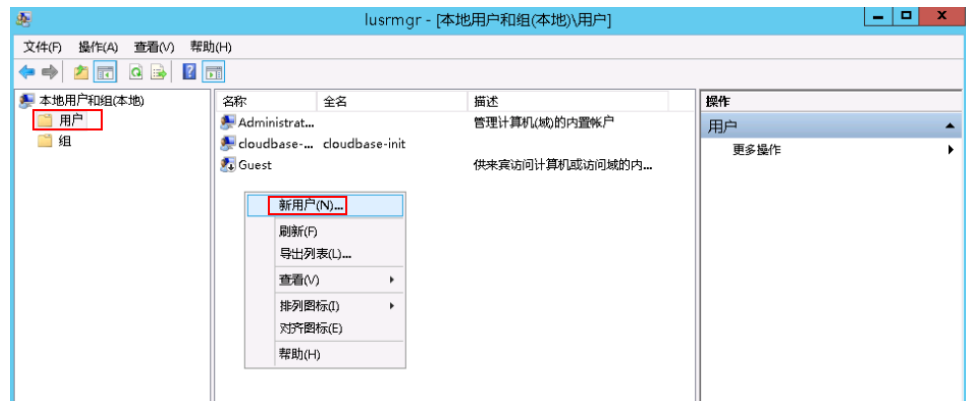 lusrmgr - [本地用户和组(本地)\用户]
文件(F) 操作(A) 查看(V) 帮助(H)
本地用户和组(本地)
用户
组
名称 全名 描述
Administrat... 管理计算机(域)的内置帐户
cloudbase-... cloudbase-init
Guest 供来宾访问计算机或访问域的内...
新用户(N)...
刷新(F)
导出列表(L)...
查看(V)
排列图标(I)
对齐图标(E)
帮助(H)
操作
用户
更多操作